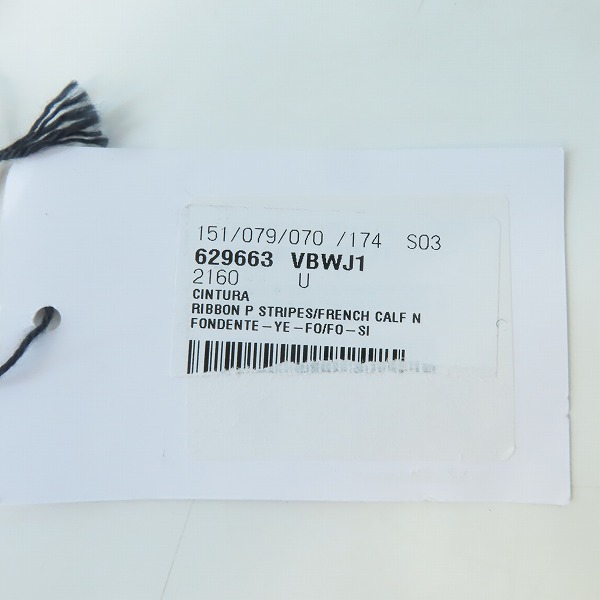 151/079/070 /174 S03
629663 VBWJ1
2160 U
CINTURA
RIBBON P STRIPES/FRENCH CALF N
FONDENTE-YE-FO/FO-SI